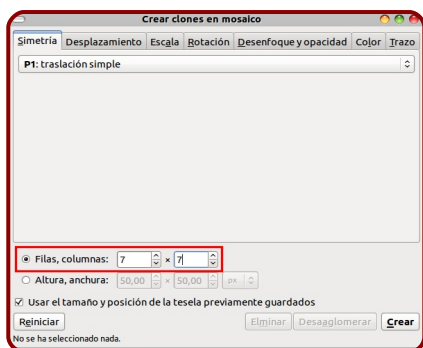 Crear clones en mosaico
Simetría Desplazamiento Escala Rotación Desenfoque y opacidad Color Trazo
P1: traslación simple
Filas, columnas: 7 × 7
Altura, anchura: 50,00 × 50,00 px
Usar el tamaño y posición de la tesela previamente guardados
Reiniciar Eliminar Desaglomerar Crear
No se ha seleccionado nada.